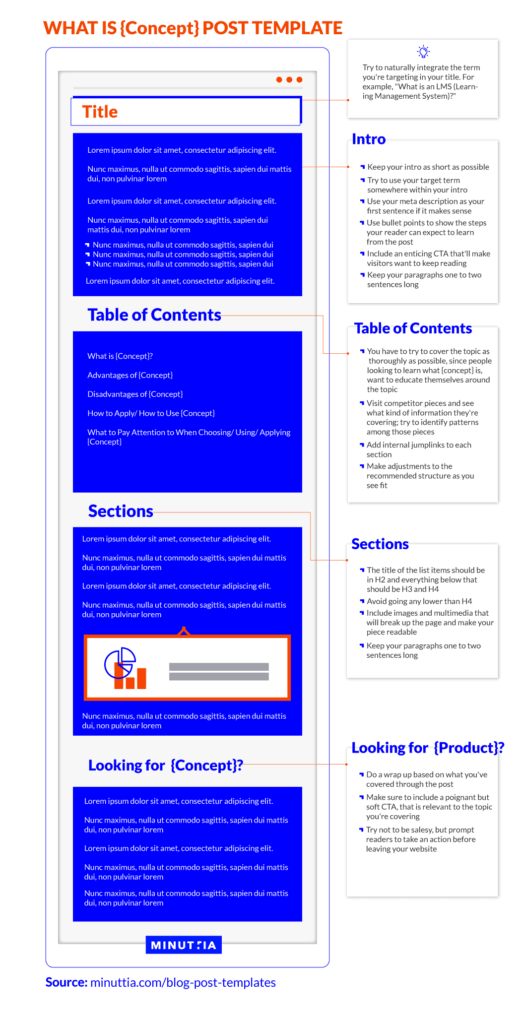 WHAT IS {Concept} POST TEMPLATE
Title
Lorem ipsum dolor sit amet, consectetur adipiscing elit.
Nunc maximus, nulla ut commodo sagittis, sapien dui mattis
dui, non pulvinar lorem
Lorem ipsum dolor sit amet, consectetur adipiscing elit.
Nunc maximus, nulla ut commodo sagittis, sapien dui
mattis dui, non pulvinar lorem
Nunc maximus, nulla ut commodo sagittis, sapien dui
Nunc maximus, nulla ut commodo sagittis, sapien dui
Nunc maximus, nulla ut commodo sagittis, sapien dui
Lorem ipsum dolor sit amet, consectetur adipiscing elit.
Table of Contents
What is {Concept}?
Advantages of {Concept}
Disadvantages of {Concept}
How to Apply/ How to Use {Concept}
What to Pay Attention to When Choosing/ Using/ Applying
{Concept}
Sections
Lorem ipsum dolor sit amet, consectetur adipiscing elit.
Nunc maximus, nulla ut commodo sagittis, sapien dui mattis
dui, non pulvinar lorem
Lorem ipsum dolor sit amet, consectetur adipiscing elit.
Nunc maximus, nulla ut commodo sagittis, sapien dui mattis
dui, non pulvinar lorem
Nunc maximus, nulla ut commodo sagittis, sapien dui mattis
dui, non pulvinar lorem
Looking for {Concept}?
Lorem ipsum dolor sit amet, consectetur adipiscing elit.
Nunc maximus, nulla ut commodo sagittis, sapien dui mattis
dui, non pulvinar lorem
Lorem ipsum dolor sit amet, consectetur adipiscing elit.
Nunc maximus, nulla ut commodo sagittis, sapien dui mattis
dui, non pulvinar lorem
Nunc maximus, nulla ut commodo sagittis, sapien dui mattis
dui, non pulvinar lorem
MINUTTIA
Try to naturally integrate the term
you're targeting in your title. For
example, "What is an LMS (Learn-
ing Management System)?"
Intro
Keep your intro as short as possible
Try to use your target term
somewhere within your intro
Use your meta description as your
first sentence if it makes sense
Use bullet points to show the steps
your reader can expect to learn
from the post
Include an enticing CTA that'll make
visitors want to keep reading
Keep your paragraphs one to two
sentences long
Table of Contents
You have to try to cover the topic as
thoroughly as possible, since people
looking to learn what {concept} is,
want to educate themselves around
the topic
Visit competitor pieces and see
what kind of information they're
covering; try to identify patterns
among those pieces
Add internal jumplinks to each
section
Make adjustments to the
recommended structure as you
see fit
Sections
The title of the list items should be
in H2 and everything below that
should be H3 and H4
Avoid going any lower than H4
Include images and multimedia that
will break up the page and make your
piece readable
Keep your paragraphs one to two
sentences long
Looking for {Product}?
Do a wrap up based on what you've
covered through the post
Make sure to include a poignant but
soft CTA, that is relevant to the topic
you're covering
Try not to be salesy, but prompt
readers to take an action before
leaving your website
Source: minuttia.com/blog-post-templates